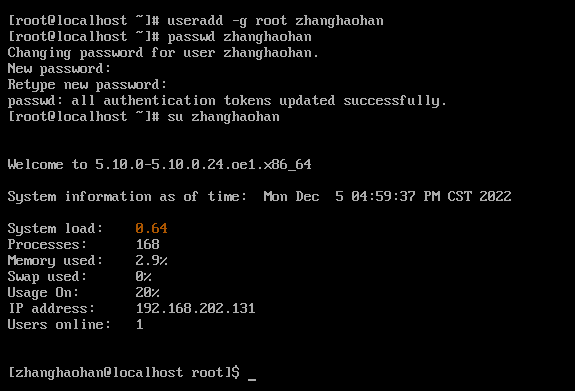 [root@localhost ~]# useradd -g root zhanghaohan
[root@localhost ~]# passwd zhanghaohan
Changing password for user zhanghaohan.
New password:
Retype new password:
passwd: all authentication tokens updated successfully.
[root@localhost ~]# su zhanghaohan
Welcome to 5.10.0-5.10.0.24.oe1.x86_64
System information as of time:  Mon Dec  5 04:59:37 PM CST 2022
System load:    0.64
Processes:      168
Memory used:    2.9%
Swap used:      0%
Usage On:       20%
IP address:     192.168.202.131
Users online:   1
[zhanghaohan@localhost root]$ _